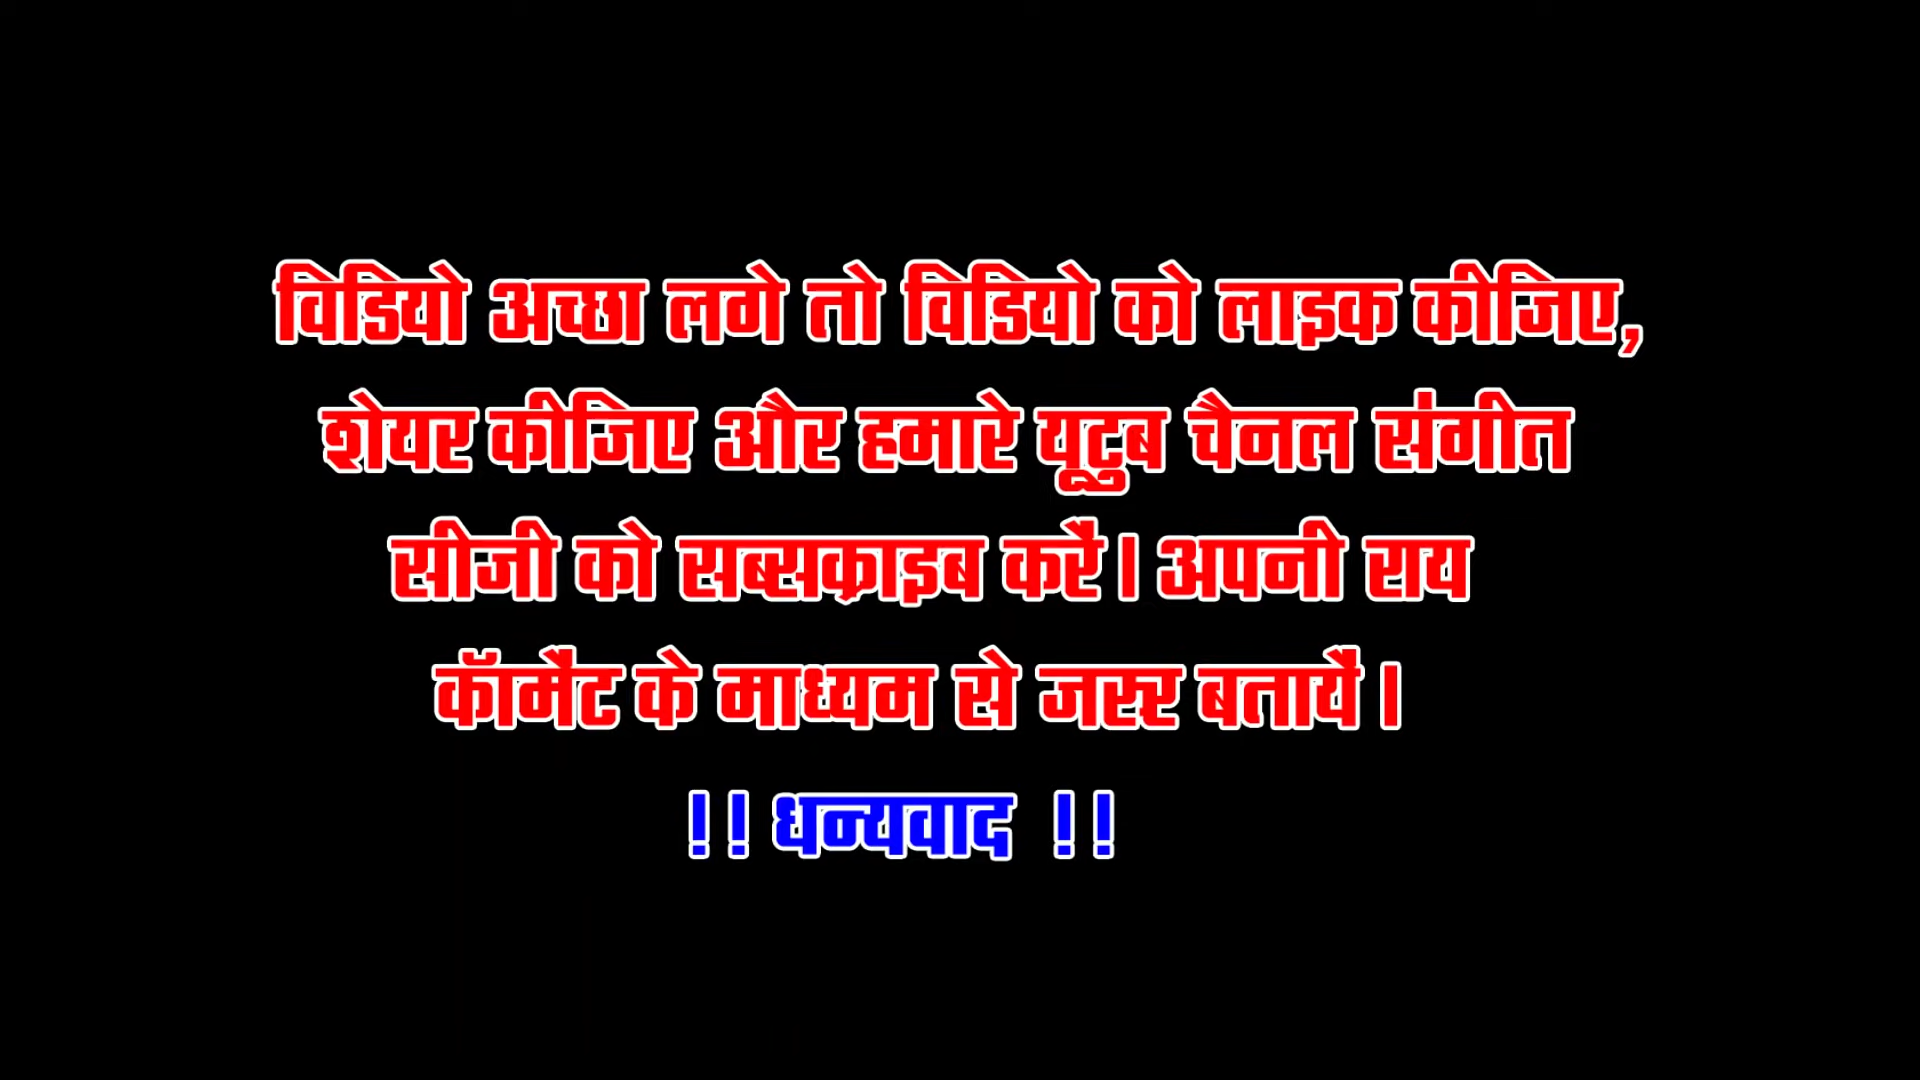 विडियो अच्छा लगे तो विडियो को लाइक कीजिए,
शेयर कीजिए और हमारे यूटुब चैनल संगीत
सीजी को सब्सक्राइब करें। अपनी राय
कॅामैंट के माध्यम से जरुर बतायें।
!! धन्यवाद !!